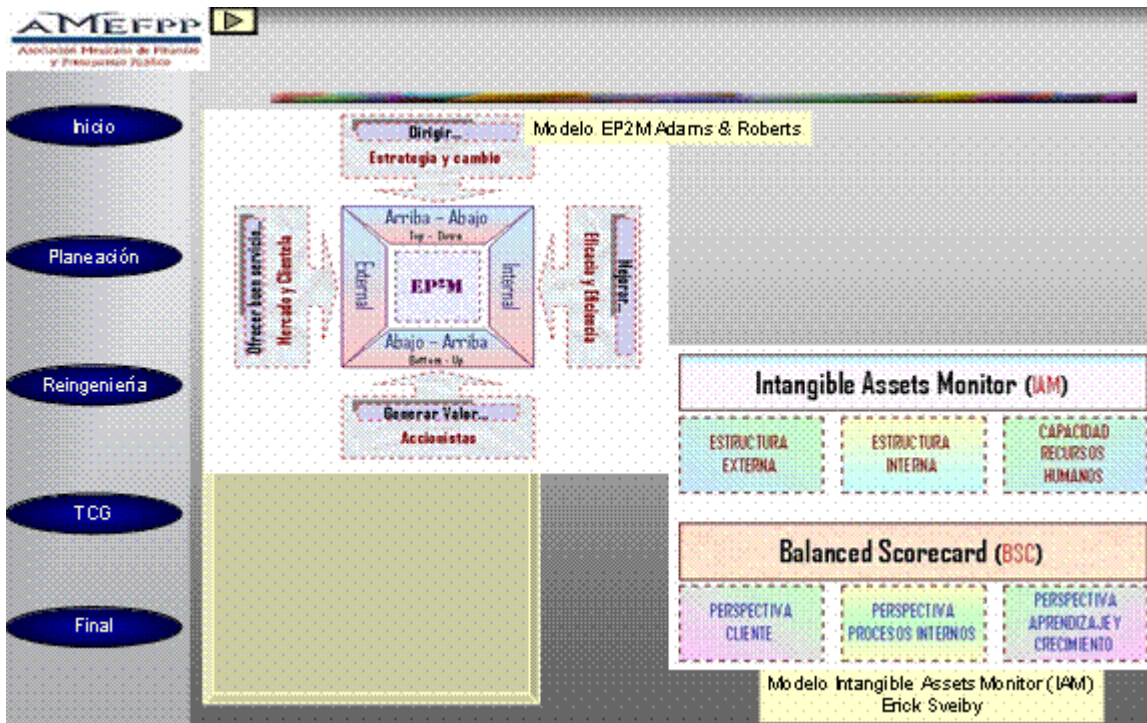 AMEFPP
Asociación Mexicana de Finanzas
y Presupuesto Público
Inicio
Planeación
Reingeniería
TCG
Final
Modelo EP2M Adams & Roberts
Dirigir...
Estrategia y cambio
Ofrecer buen servicio...
Mercado y Clientela
Arriba - Abajo
Top - Down
External
EP²M
Internal
Abajo - Arriba
Bottom - Up
Eficacia y Eficiencia
Mejorar...
Generar Valor...
Accionistas
Intangible Assets Monitor (IAM)
ESTRUCTURA
EXTERNA
ESTRUCTURA
INTERNA
CAPACIDAD
RECURSOS
HUMANOS
Balanced Scorecard (BSC)
PERSPECTIVA
CLIENTE
PERSPECTIVA
PROCESOS INTERNOS
PERSPECTIVA
APRENDIZAJE Y
CRECIMIENTO
Modelo Intangible Assets Monitor (IAM)
Erick Sveiby